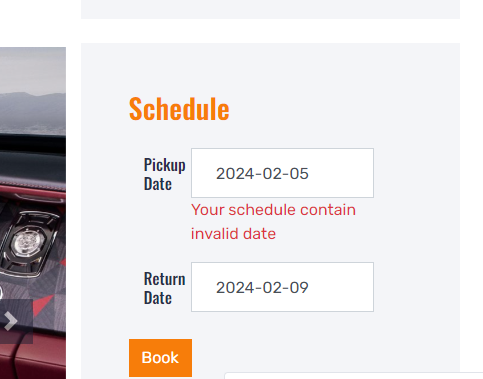 Schedule
Pickup
Date
2024-02-05
Your schedule contain
invalid date
Return
Date
2024-02-09
Book